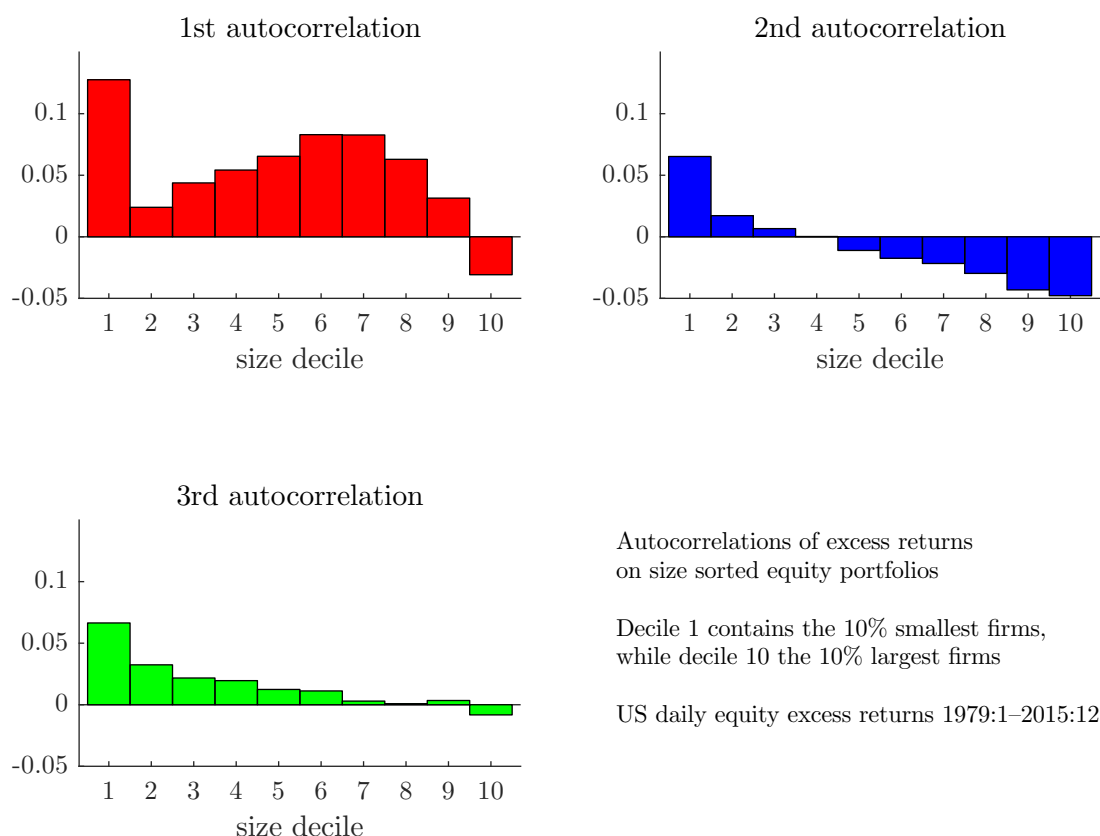 1st autocorrelation
0.1
0.05
0
-0.05
1 2 3 4 5 6 7 8 9 10
size decile
2nd autocorrelation
0.1
0.05
0
-0.05
1 2 3 4 5 6 7 8 9 10
size decile
3rd autocorrelation
0.1
0.05
0
-0.05
1 2 3 4 5 6 7 8 9 10
size decile
Autocorrelations of excess returns
on size sorted equity portfolios
Decile 1 contains the 10% smallest firms,
while decile 10 the 10% largest firms
US daily equity excess returns 1979:1–2015:12